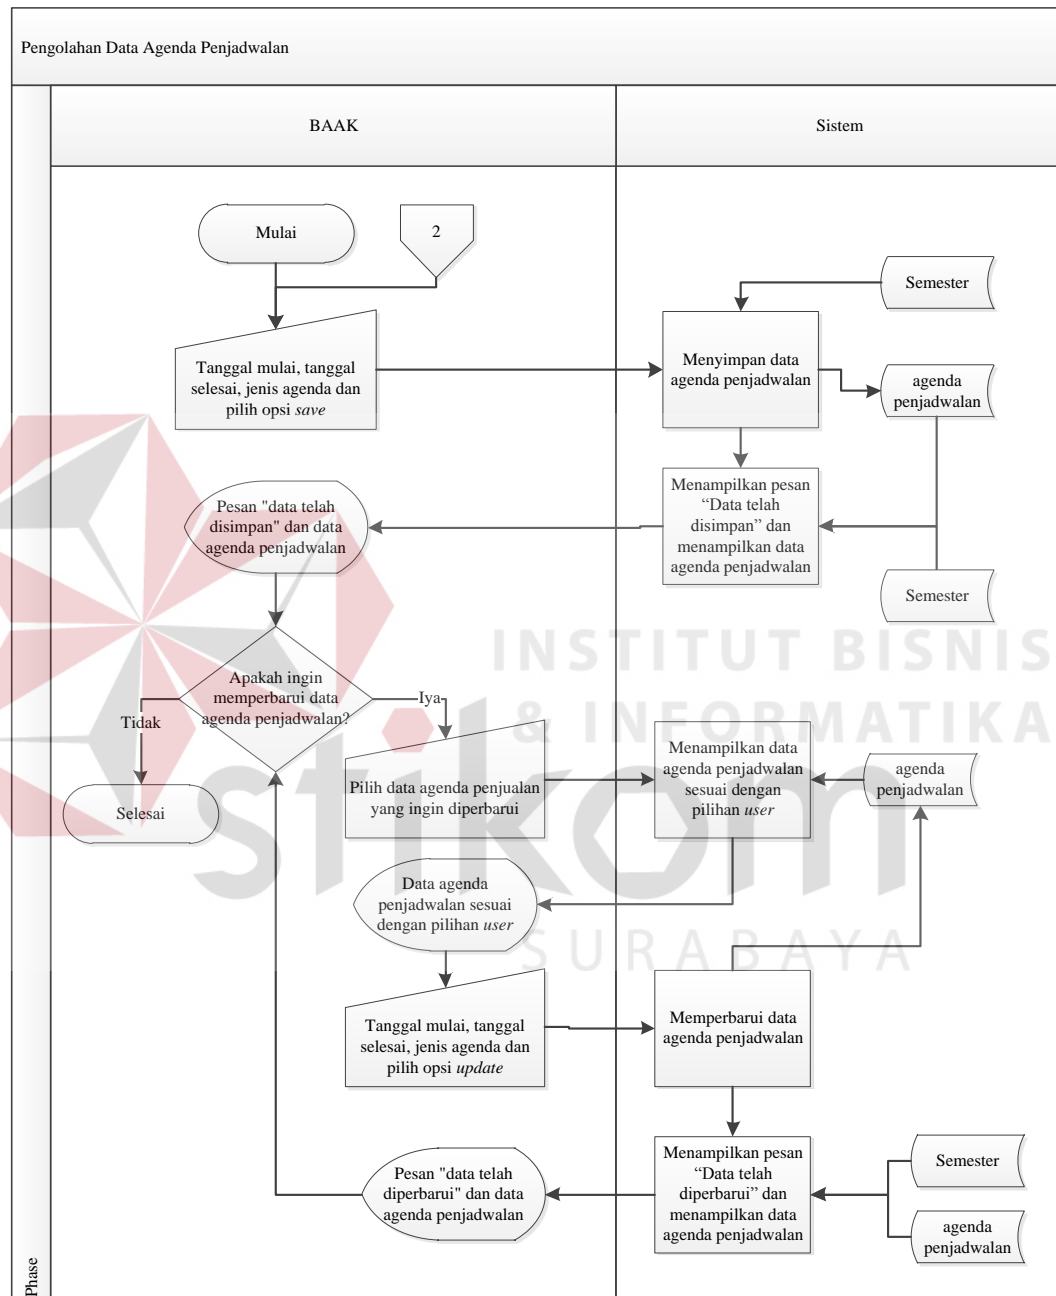 Pengolahan Data Agenda Penjadwalan
BAAK
Sistem
Mulai
2
Semester
Tanggal mulai, tanggal
selesai, jenis agenda dan
pilih opsi save
Menyimpan data
agenda penjadwalan
agenda
penjadwalan
Pesan "data telah
disimpan" dan data
agenda penjadwalan
Menampilkan pesan
“Data telah
disimpan” dan
menampilkan data
agenda penjadwalan
Semester
Apakah ingin
memperbarui data
agenda penjadwalan?
Tidak
Iya
Selesai
Pilih data agenda penjualan
yang ingin diperbarui
Menampilkan data
agenda penjadwalan
sesuai dengan
pilihan user
agenda
penjadwalan
Data agenda
penjadwalan sesuai
dengan pilihan user
Tanggal mulai, tanggal
selesai, jenis agenda dan
pilih opsi update
Memperbarui data
agenda penjadwalan
Pesan "data telah
diperbarui" dan data
agenda penjadwalan
Menampilkan pesan
“Data telah
diperbarui” dan
menampilkan data
agenda penjadwalan
Semester
agenda
penjadwalan
Phase
INSTITUT BISNIS
& INFORMATIKA
stikom
SURABAYA